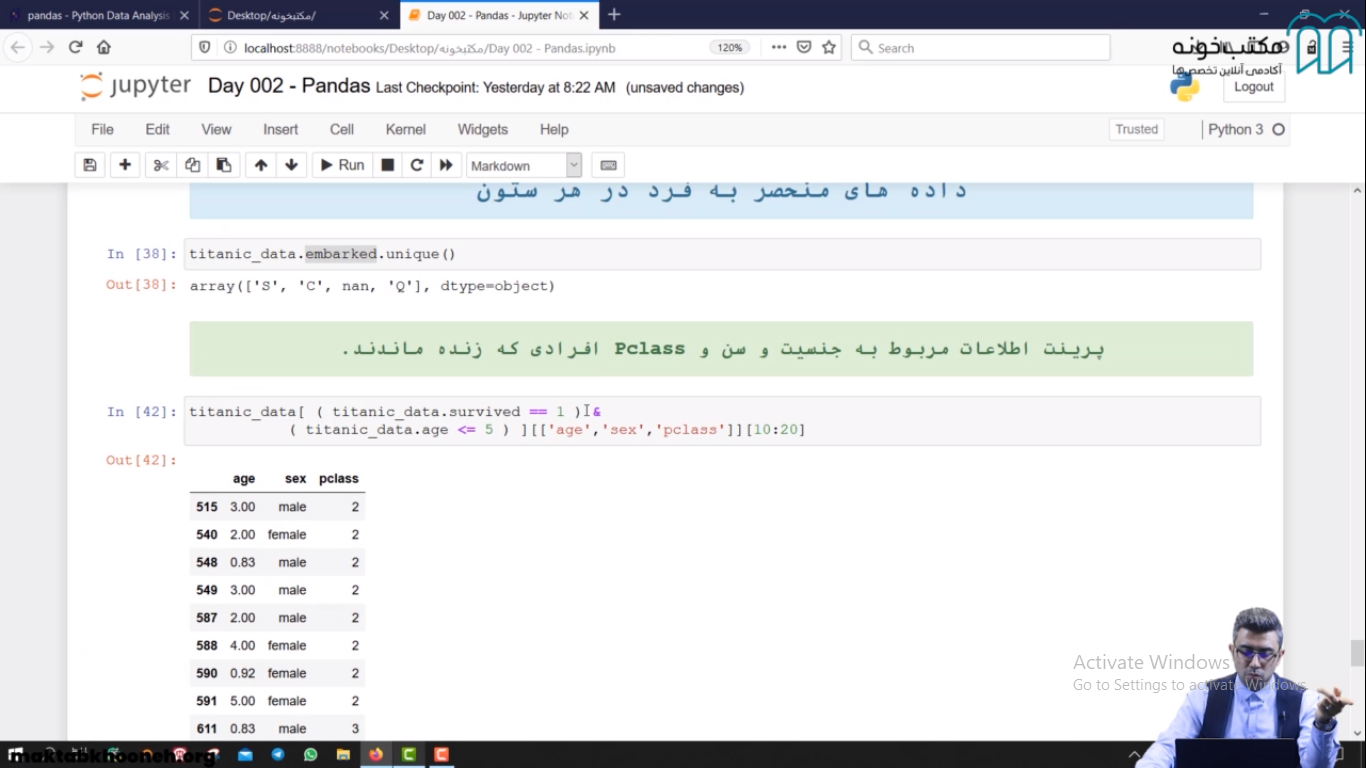 pandas - Python Data Analysis
Desktop/مکتبخونه/
Day 002 - Pandas - Jupyter Not
localhost:8888/notebooks/Desktop/مکتبخونه/Day 002 - Pandas.ipynb
120%
Search
مکتب‌خونه
آکادمی آنلاین تخصص‌ها
jupyter Day 002 - Pandas Last Checkpoint: Yesterday at 8:22 AM (unsaved changes)
Logout
File Edit View Insert Cell Kernel Widgets Help
Trusted
Python 3
Run
Markdown
داده های منحصر به فرد در هر ستون
In [38]: titanic_data.embarked.unique()
Out[38]: array(['S', 'C', nan, 'Q'], dtype=object)
پرینت اطلاعات مربوط به جنسیت و سن و Pclass افرادی که زنده ماندند.
In [42]: titanic_data[ ( titanic_data.survived == 1 ) &
( titanic_data.age <= 5 ) ][['age','sex','pclass']][10:20]
Out[42]:
age sex pclass
515 3.00 male 2
540 2.00 female 2
548 0.83 male 2
549 3.00 male 2
587 2.00 male 2
588 4.00 female 2
590 0.92 female 2
591 5.00 female 2
611 0.83 male 3
Activate Windows
Go to Settings to activate Windows.
maktabkhooneh.org